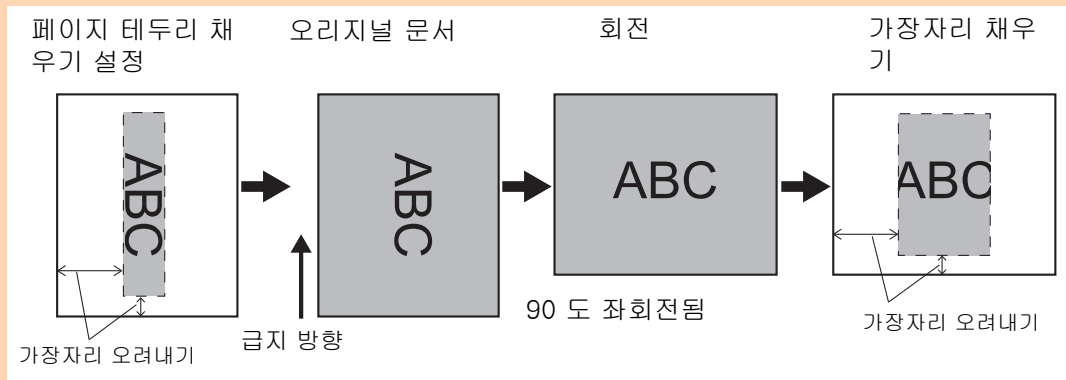 페이지 테두리 채
우기 설정
오리지널 문서
회전
가장자리 채우
기
ABC
ABC
ABC
ABC
90 도 좌회전됨
급지 방향
가장자리 오려내기
가장자리 오려내기